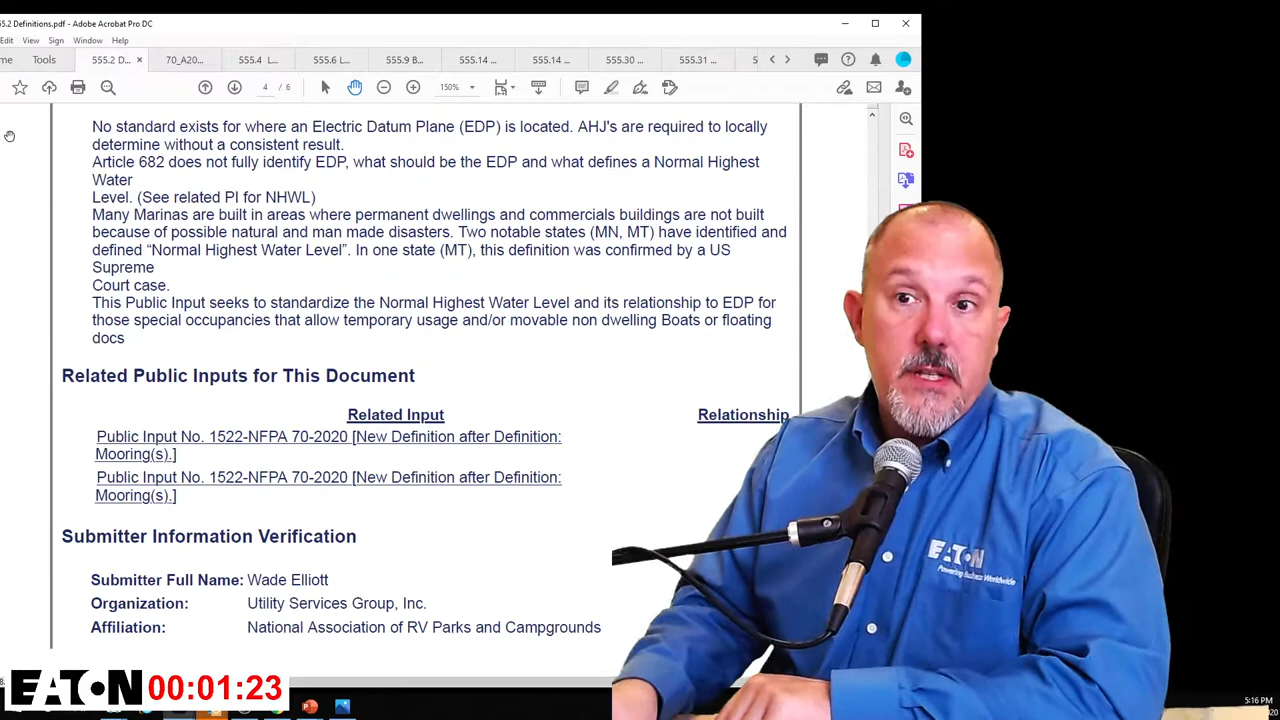 555.2 Definitions.pdf - Adobe Acrobat Pro DC
Edit View Sign Window Help
me Tools 555.2 D... × 70_A20... 555.4 L... 555.6 L... 555.9 B... 555.14 ... 555.14 ... 555.30 ... 555.31 ... 5
4 / 6 150%
No standard exists for where an Electric Datum Plane (EDP) is located. AHJ's are required to locally
determine without a consistent result.
Article 682 does not fully identify EDP, what should be the EDP and what defines a Normal Highest
Water
Level. (See related PI for NHWL)
Many Marinas are built in areas where permanent dwellings and commercials buildings are not built
because of possible natural and man made disasters. Two notable states (MN, MT) have identified and
defined “Normal Highest Water Level”. In one state (MT), this definition was confirmed by a US
Supreme
Court case.
This Public Input seeks to standardize the Normal Highest Water Level and its relationship to EDP for
those special occupancies that allow temporary usage and/or movable non dwelling Boats or floating
docs
Related Public Inputs for This Document
Related Input Relationship
Public Input No. 1522-NFPA 70-2020 [New Definition after Definition:
Mooring(s).]
Public Input No. 1522-NFPA 70-2020 [New Definition after Definition:
Mooring(s).]
Submitter Information Verification
Submitter Full Name: Wade Elliott
Organization: Utility Services Group, Inc.
Affiliation: National Association of RV Parks and Campgrounds
EATON
Powering Business Worldwide
EATON 00:01:23
5:16 PM